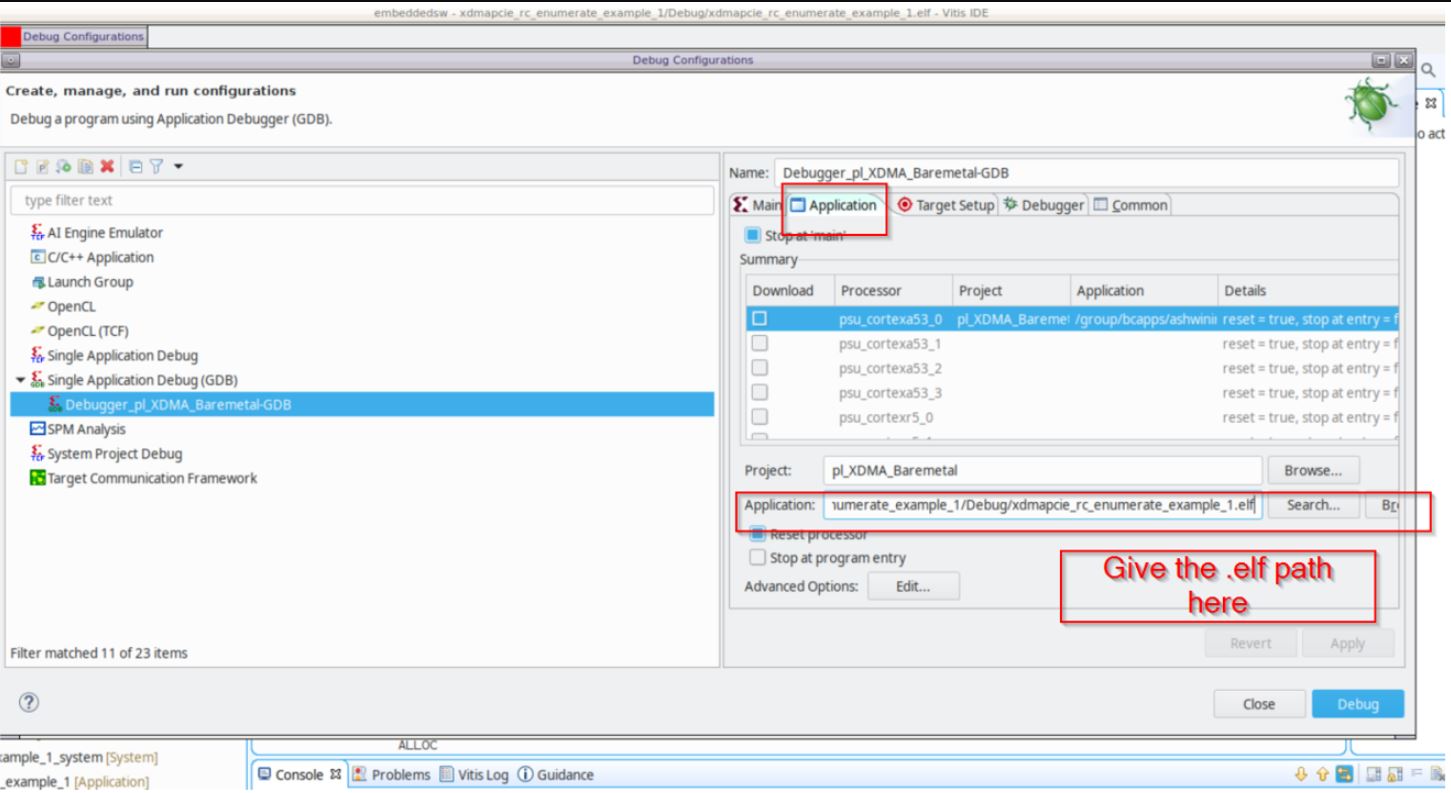 embeddedsw - xdmapcie_rc_enumerate_example_1/Debug/xdmapcie_rc_enumerate_example_1.elf - Vitis IDE
Debug Configurations
Debug Configurations
Create, manage, and run configurations
Debug a program using Application Debugger (GDB).
type filter text
AI Engine Emulator
C/C++ Application
Launch Group
OpenCL
OpenCL (TCF)
Single Application Debug
Single Application Debug (GDB)
Debugger_pl_XDMA_Baremetal-GDB
SPM Analysis
System Project Debug
Target Communication Framework
Filter matched 11 of 23 items
Name: Debugger_pl_XDMA_Baremetal-GDB
Main Application Target Setup Debugger Common
Stop at 'main'
Summary
Download Processor Project Application Details
psu_cortexa53_0 pl_XDMA_Baremet /group/bcapps/ashwini reset = true, stop at entry = f
psu_cortexa53_1 reset = true, stop at entry = f
psu_cortexa53_2 reset = true, stop at entry = f
psu_cortexa53_3 reset = true, stop at entry = f
psu_cortexr5_0 reset = true, stop at entry = f
Project: pl_XDMA_Baremetal Browse...
Application: numerate_example_1/Debug/xdmapcie_rc_enumerate_example_1.elf Search... Br
Reset processor
Stop at program entry
Advanced Options: Edit...
Give the .elf path
here
Revert Apply
Close Debug
o act
ALLOC
ample_1_system [System]
_example_1 [Application]
Console Problems Vitis Log Guidance